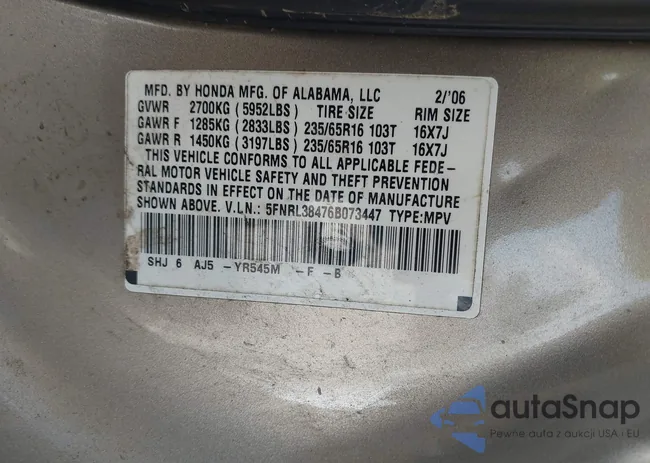 MFD. BY HONDA MFG. OF ALABAMA, LLC 2/'06
GVWR 2700KG (5952LBS) TIRE SIZE RIM SIZE
GAWR F 1285KG (2833LBS) 235/65R16 103T 16X7J
GAWR R 1450KG (3197LBS) 235/65R16 103T 16X7J
THIS VEHICLE CONFORMS TO ALL APPLICABLE FEDE-
RAL MOTOR VEHICLE SAFETY AND THEFT PREVENTION
STANDARDS IN EFFECT ON THE DATE OF MANUFACTURE
SHOWN ABOVE. V.I.N.: 5FNRL38476B073447 TYPE:MPV
SHJ 6 AJ5 -YR545M -F -B
autoSnap
Pewne auta z aukcji USA i EU